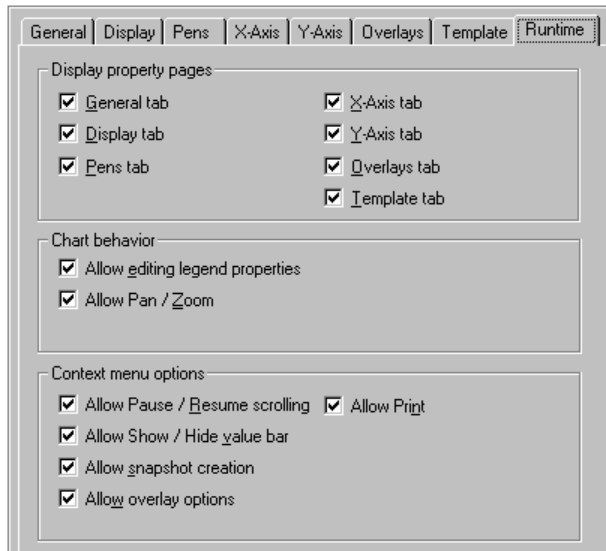 General Display Pens X-Axis Y-Axis Overlays Template Runtime
Display property pages
General tab
Display tab
Pens tab
X-Axis tab
Y-Axis tab
Overlays tab
Template tab
Chart behavior
Allow editing legend properties
Allow Pan / Zoom
Context menu options
Allow Pause / Resume scrolling
Allow Show / Hide value bar
Allow snapshot creation
Allow overlay options
Allow Print